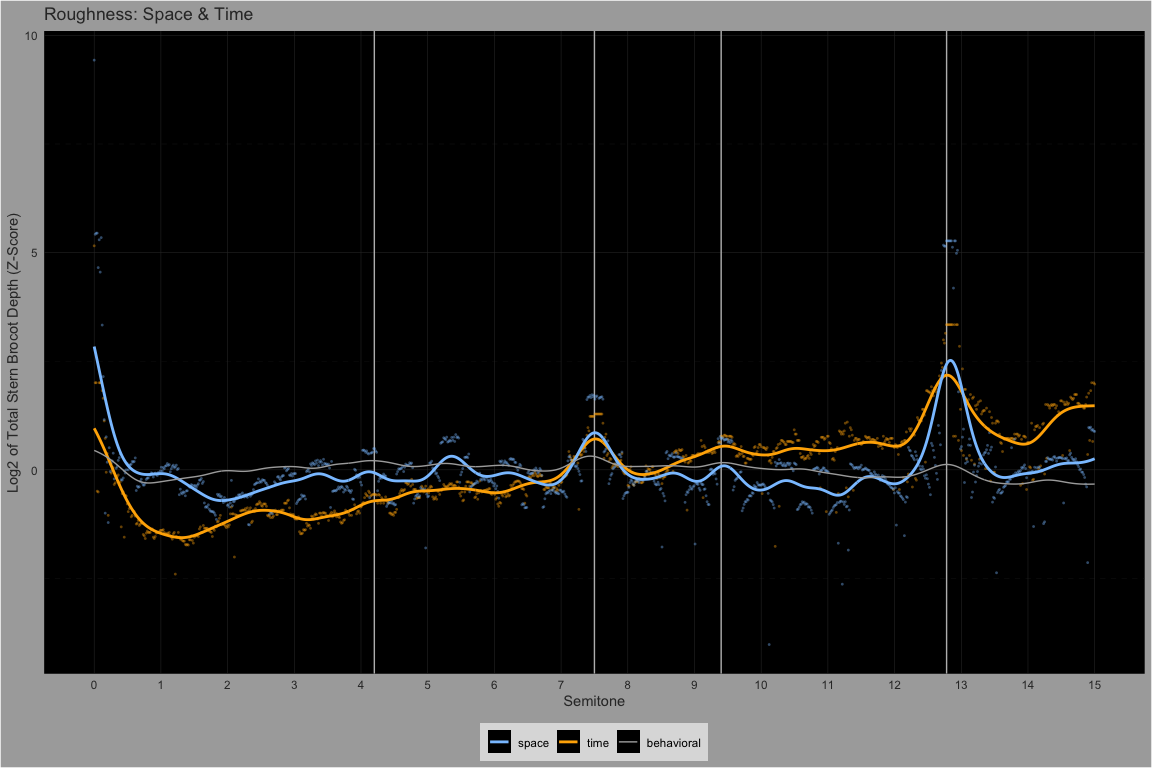 Roughness: Space & Time
Log2 of Total Stern Brocot Depth (Z-Score)
10
5
0
0 1 2 3 4 5 6 7 8 9 10 11 12 13 14 15
Semitone
space time behavioral